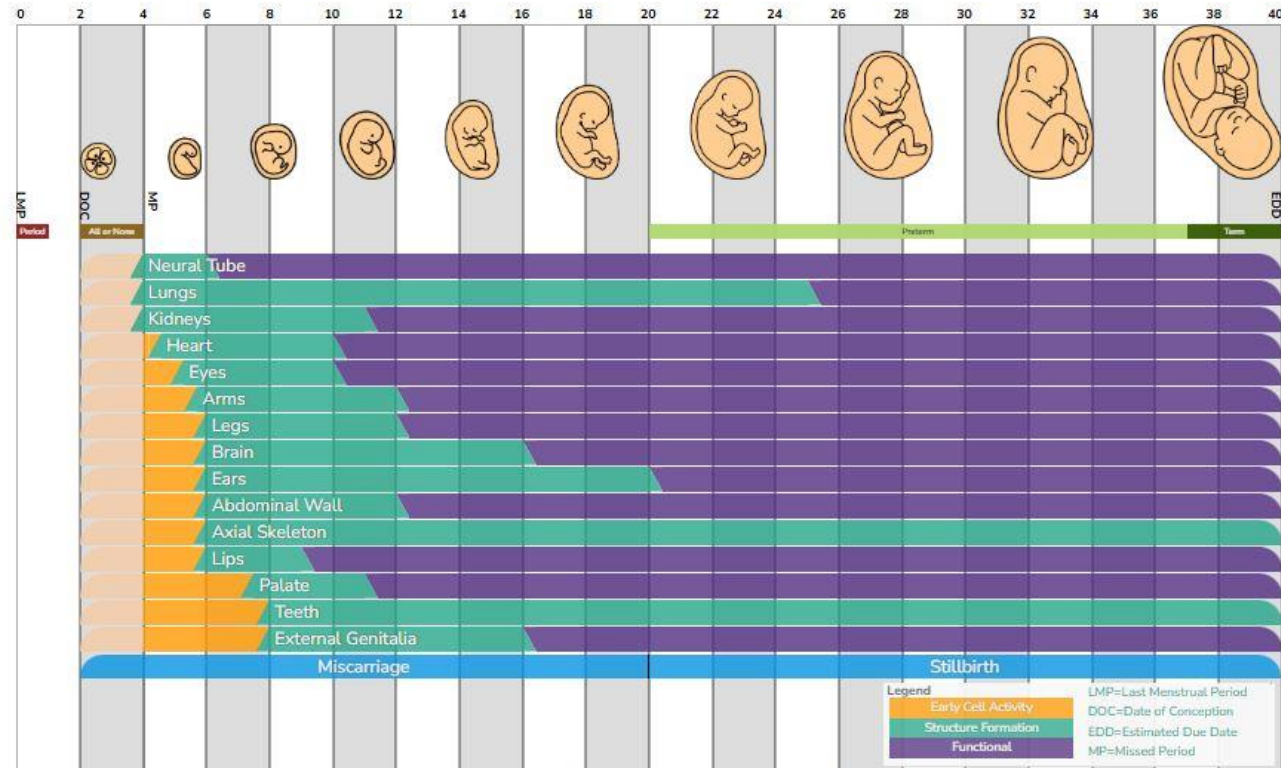 0 2 4 6 8 10 12 14 16 20 22 24 26 28 30 32 34 36 38 40
LMP
DOC
MP
EDD
Period
All or None
Preterm
Term
Neural Tube
Lungs
Kidneys
Heart
Eyes
Arms
Legs
Brain
Ears
Abdominal Wall
Axial Skeleton
Lips
Palate
Teeth
External Genitalia
Miscarriage Stillbirth
Legend
Early Cell Activity
Structure Formation
Functional
LMP=Last Menstrual Period
DOC=Date of Conception
EDD=Estimated Due Date
MP=Missed Period